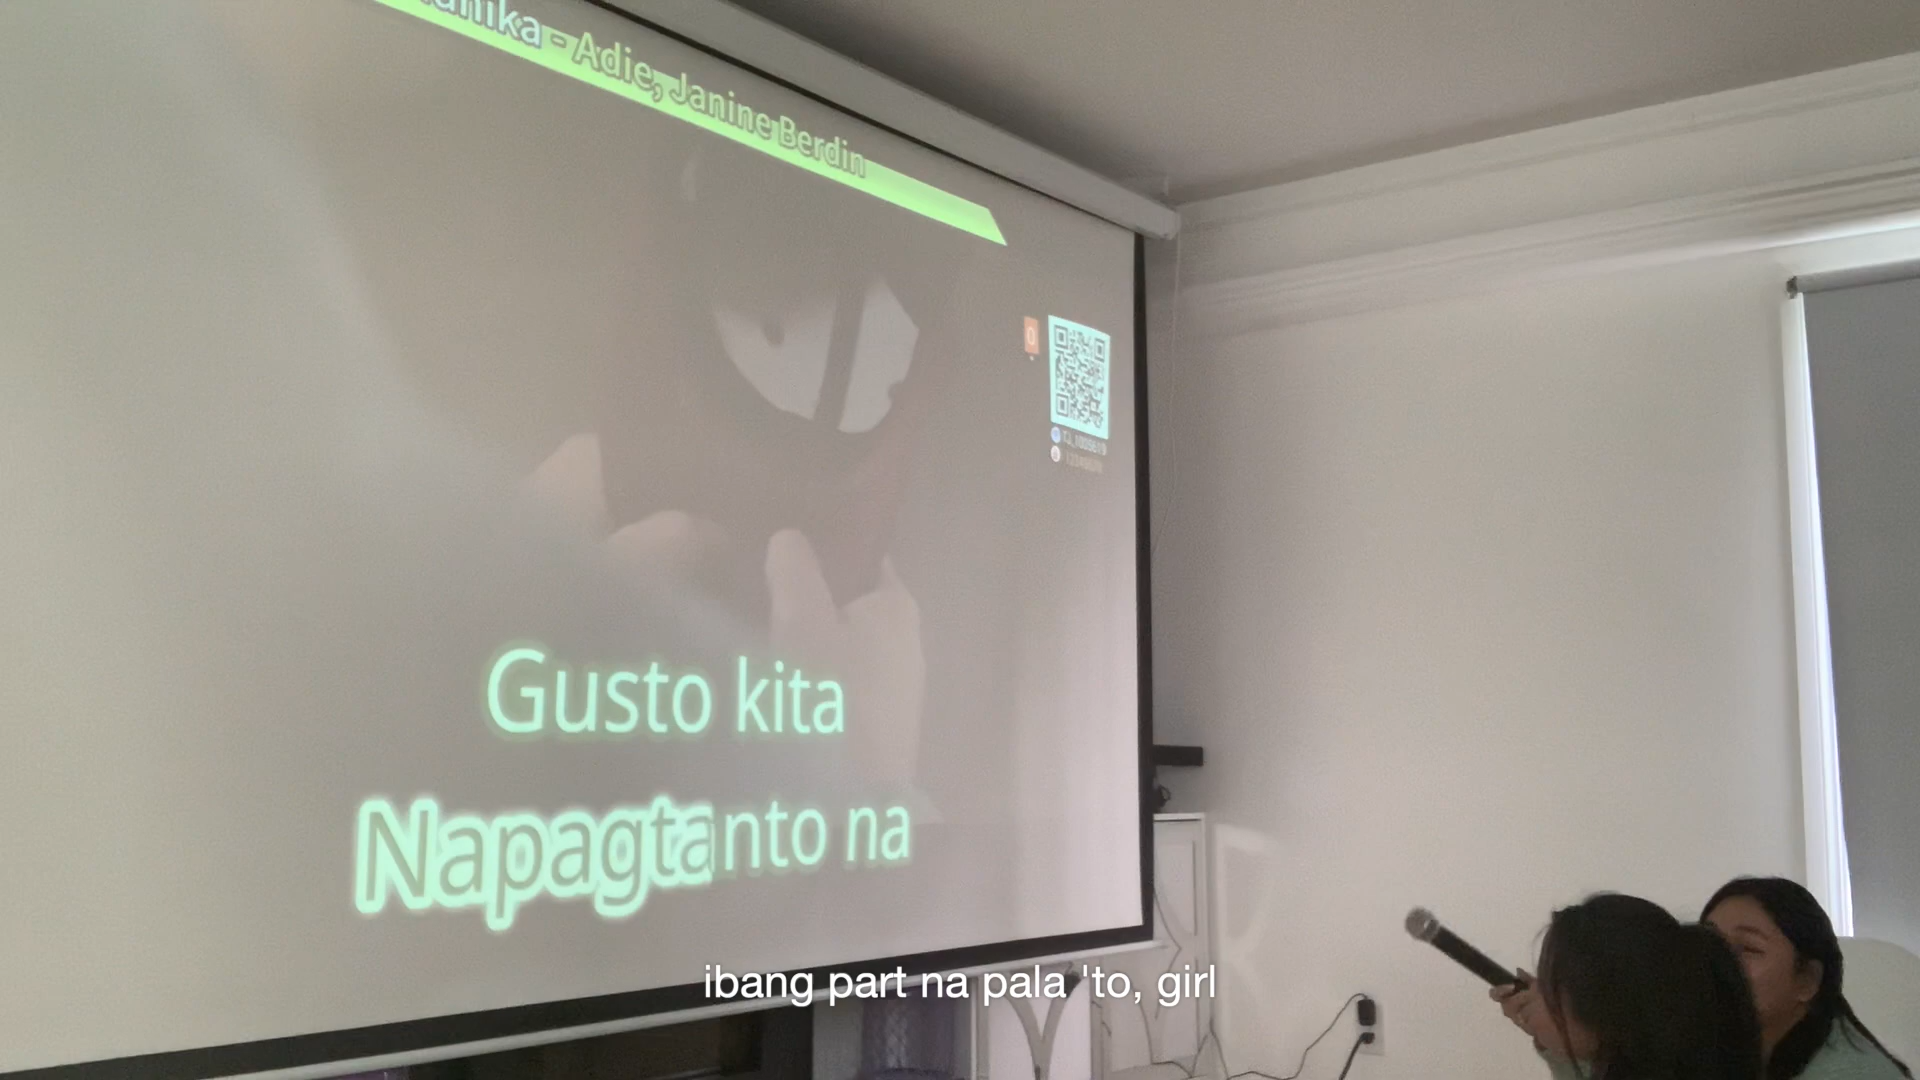 - Adie, Janine Berdin
Gusto kita
Napagtanto na
ibang part na pala 'to, girl